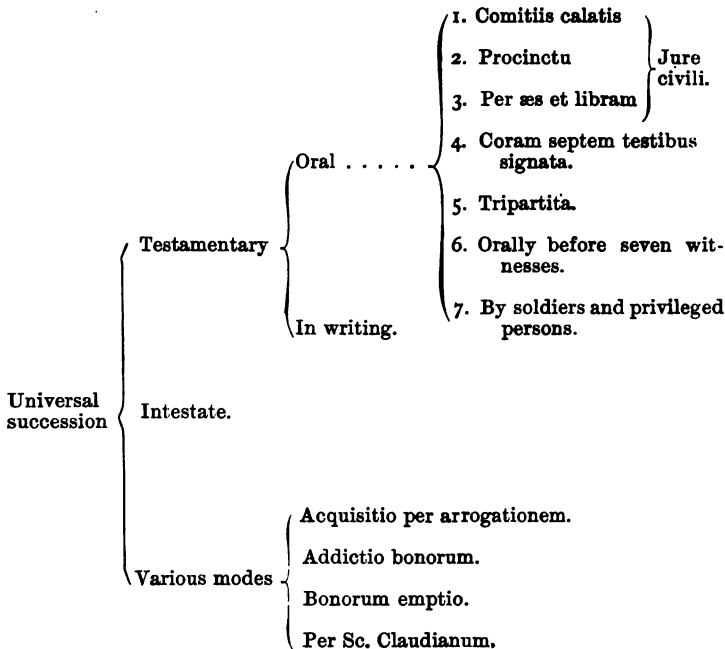 1. Comitiis calatis
2. Procinctu
3. Per æs et libram
Jure
civili.
4. Coram septem testibus
signata.
Oral . . . . .
5. Tripartita.
Testamentary
6. Orally before seven wit-
nesses.
7. By soldiers and privileged
persons.
In writing.
Universal
succession
Intestate.
Acquisitio per arrogationem.
Addictio bonorum.
Various modes
Bonorum emptio.
Per Sc. Claudianum,